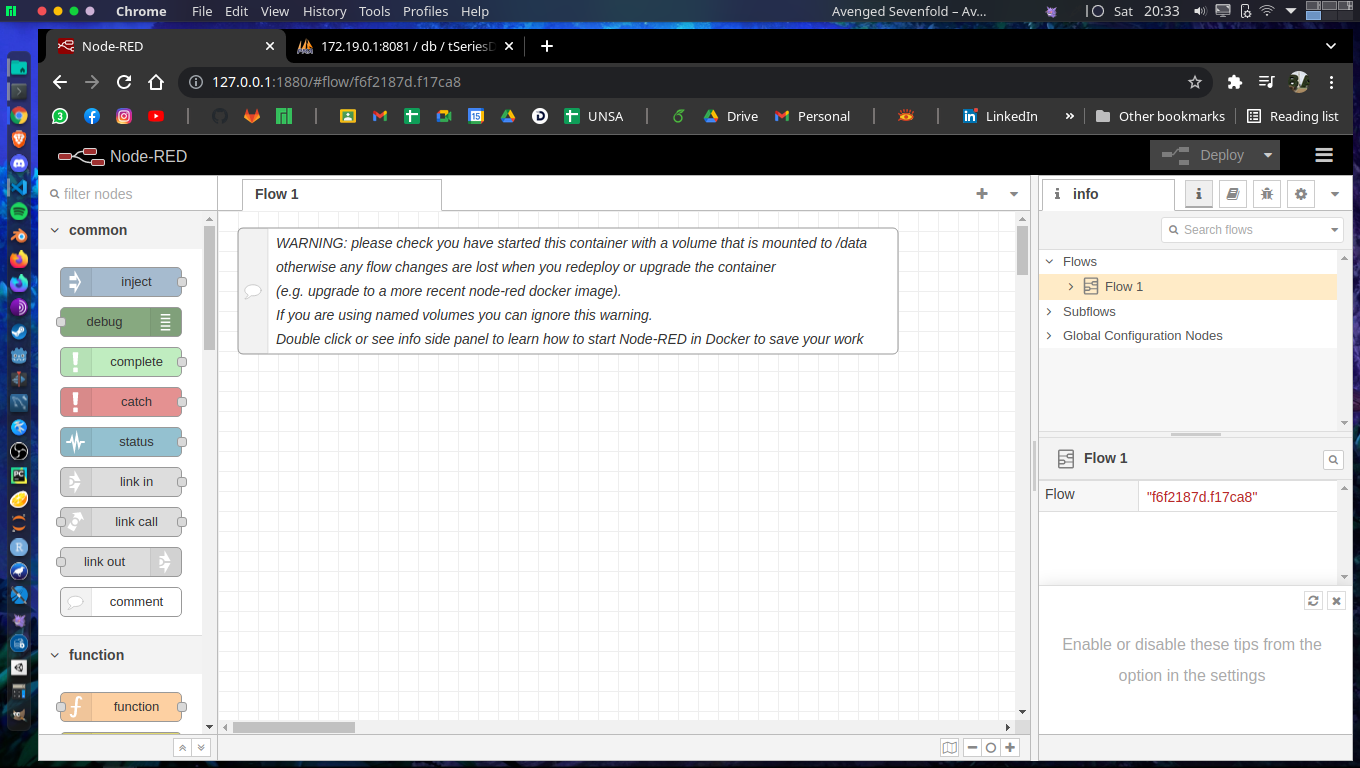 Chrome File Edit View History Tools Profiles Help Avenged Sevenfold – Av... Sat 20:33
Node-RED 172.19.0.1:8081 / db / tSeries
127.0.0.1:1880/#flow/f6f2187d.f17ca8
3 15 UNSA Drive Personal LinkedIn » Other bookmarks Reading list
Node-RED Deploy
filter nodes
Flow 1
info
common
Search flows
WARNING: please check you have started this container with a volume that is mounted to /data
otherwise any flow changes are lost when you redeploy or upgrade the container
(e.g. upgrade to a more recent node-red docker image).
If you are using named volumes you can ignore this warning.
Double click or see info side panel to learn how to start Node-RED in Docker to save your work
inject
debug
complete
catch
status
link in
link call
link out
comment
function
function
Flows
Flow 1
Subflows
Global Configuration Nodes
Flow 1
Flow "f6f2187d.f17ca8"
Enable or disable these tips from the
option in the settings